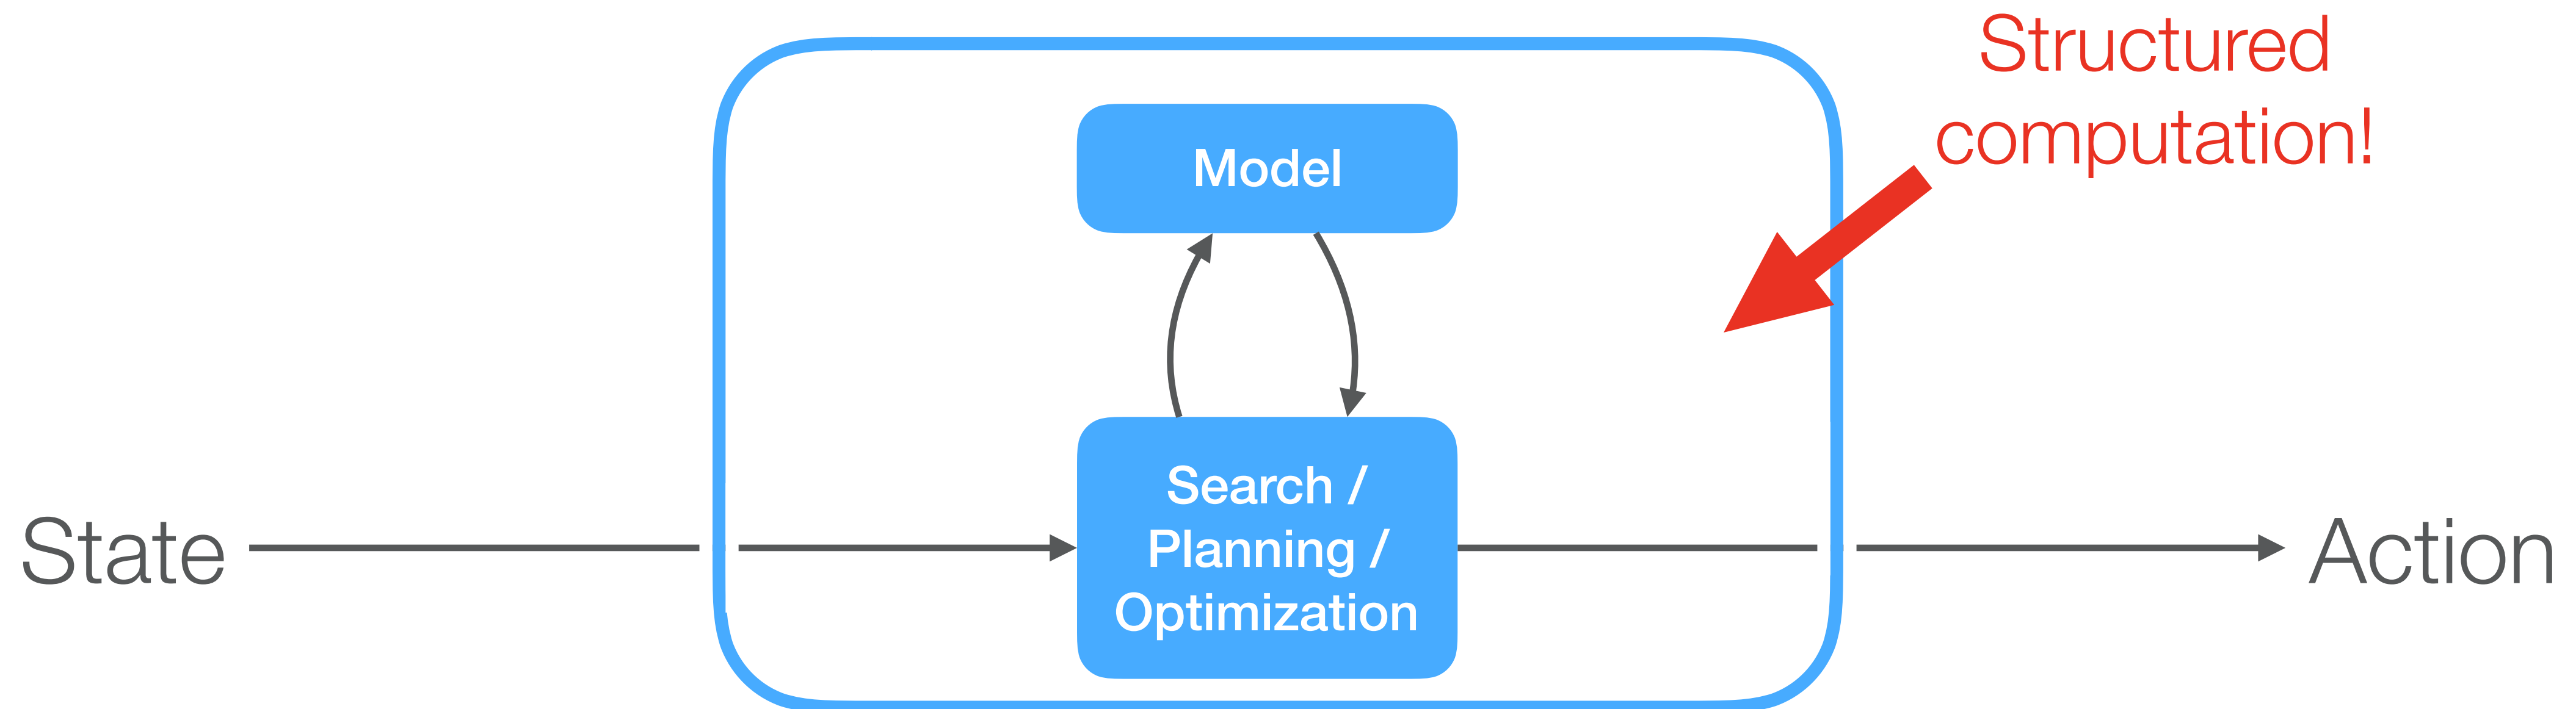 Structured
computation!
Model
Search /
Planning /
Optimization
State
Action